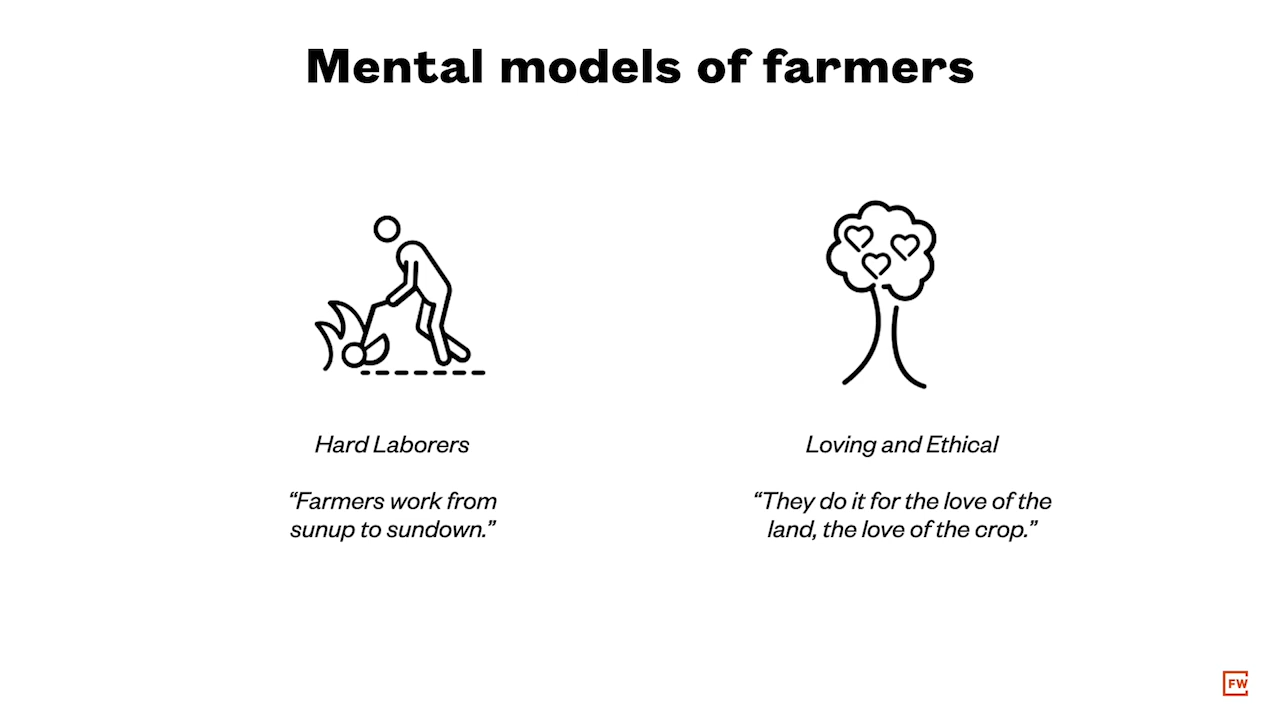 Mental models of farmers
Hard Laborers
“Farmers work from
sunup to sundown.”
Loving and Ethical
“They do it for the love of the
land, the love of the crop.”
FW